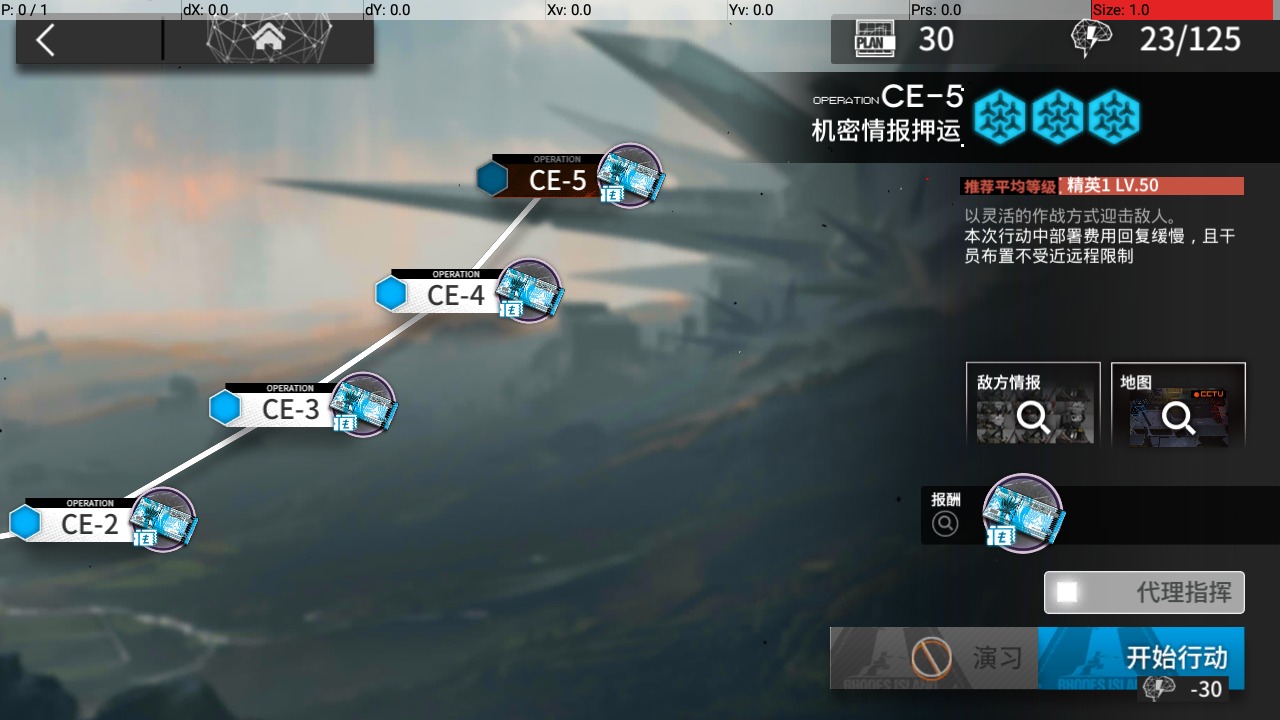 P: 0 / 1
dX: 0.0
dY: 0.0
Xv: 0.0
Yv: 0.0
Prs: 0.0
Size: 1.0
PLAN
30
23/125
OPERATION CE-5
机密情报押运
推荐平均等级 精英1 LV.50
以灵活的作战方式迎击敌人。
本次行动中部署费用回复缓慢，且干
员布置不受近远程限制
OPERATION
CE-5
OPERATION
CE-4
OPERATION
CE-3
OPERATION
CE-2
敌方情报
地图
CCTV
报酬
代理指挥
演习
RHODES ISLAND
开始行动
RHODES ISLAND
-30